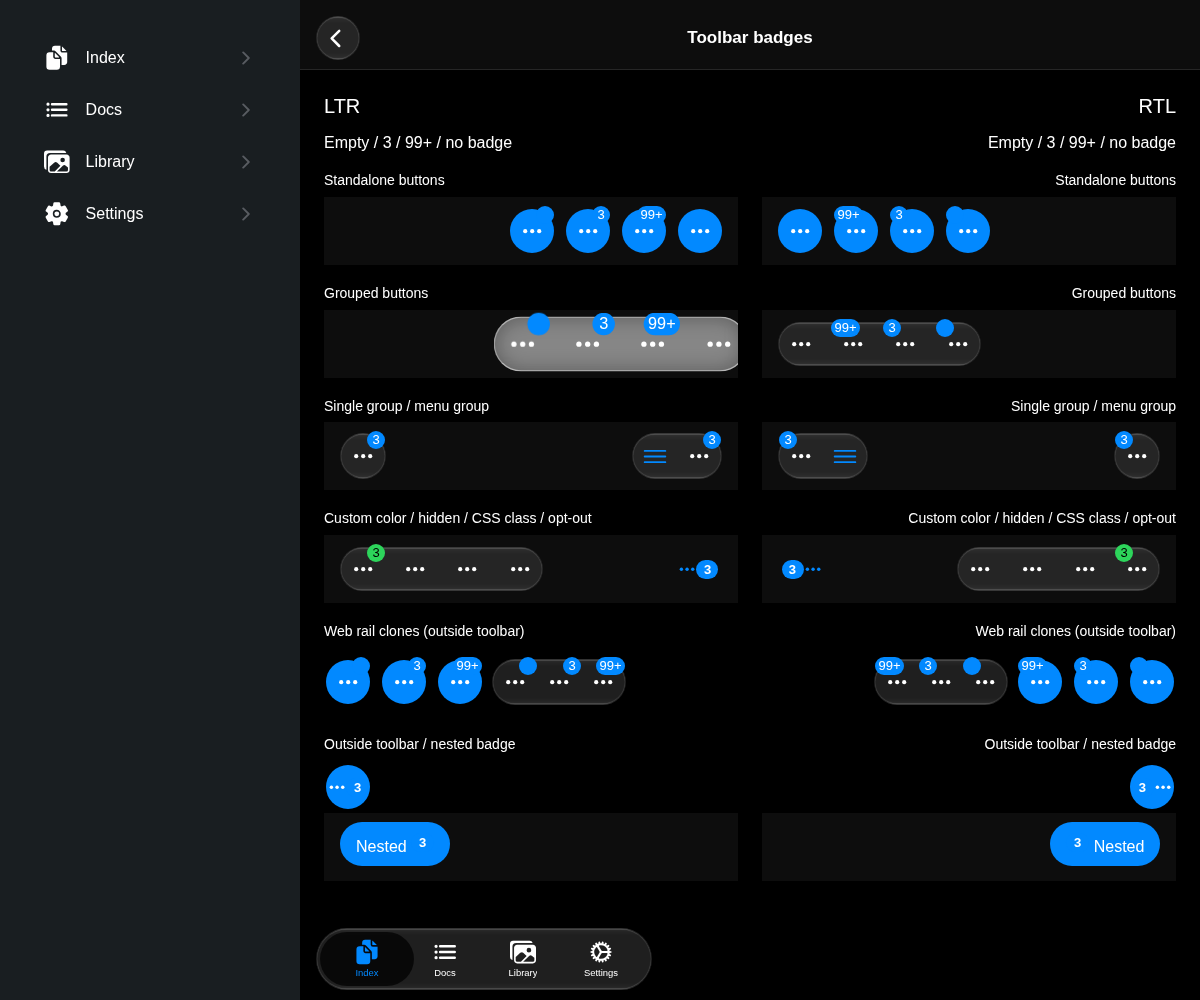 Index
Docs
Library
Settings
Toolbar badges
LTR
RTL
Empty / 3 / 99+ / no badge
Empty / 3 / 99+ / no badge
Standalone buttons
Standalone buttons
3 99+
99+ 3
Grouped buttons
Grouped buttons
3 99+
99+ 3
Single group / menu group
Single group / menu group
3 3
3 3
Custom color / hidden / CSS class / opt-out
Custom color / hidden / CSS class / opt-out
3 3
3 3
Web rail clones (outside toolbar)
Web rail clones (outside toolbar)
3 99+ 3 99+
99+ 3 99+ 3
Outside toolbar / nested badge
Outside toolbar / nested badge
3
3
Nested 3
3 Nested
Index
Docs
Library
Settings